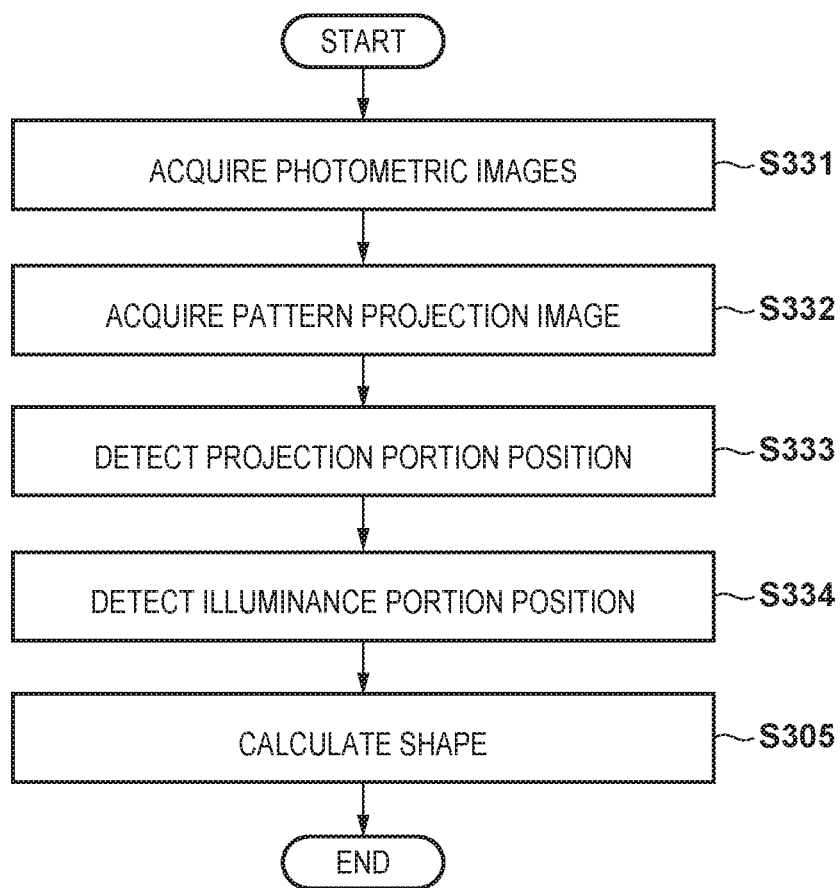 START
ACQUIRE PHOTOMETRIC IMAGES
S331
ACQUIRE PATTERN PROJECTION IMAGE
S332
DETECT PROJECTION PORTION POSITION
S333
DETECT ILLUMINANCE PORTION POSITION
S334
CALCULATE SHAPE
S305
END